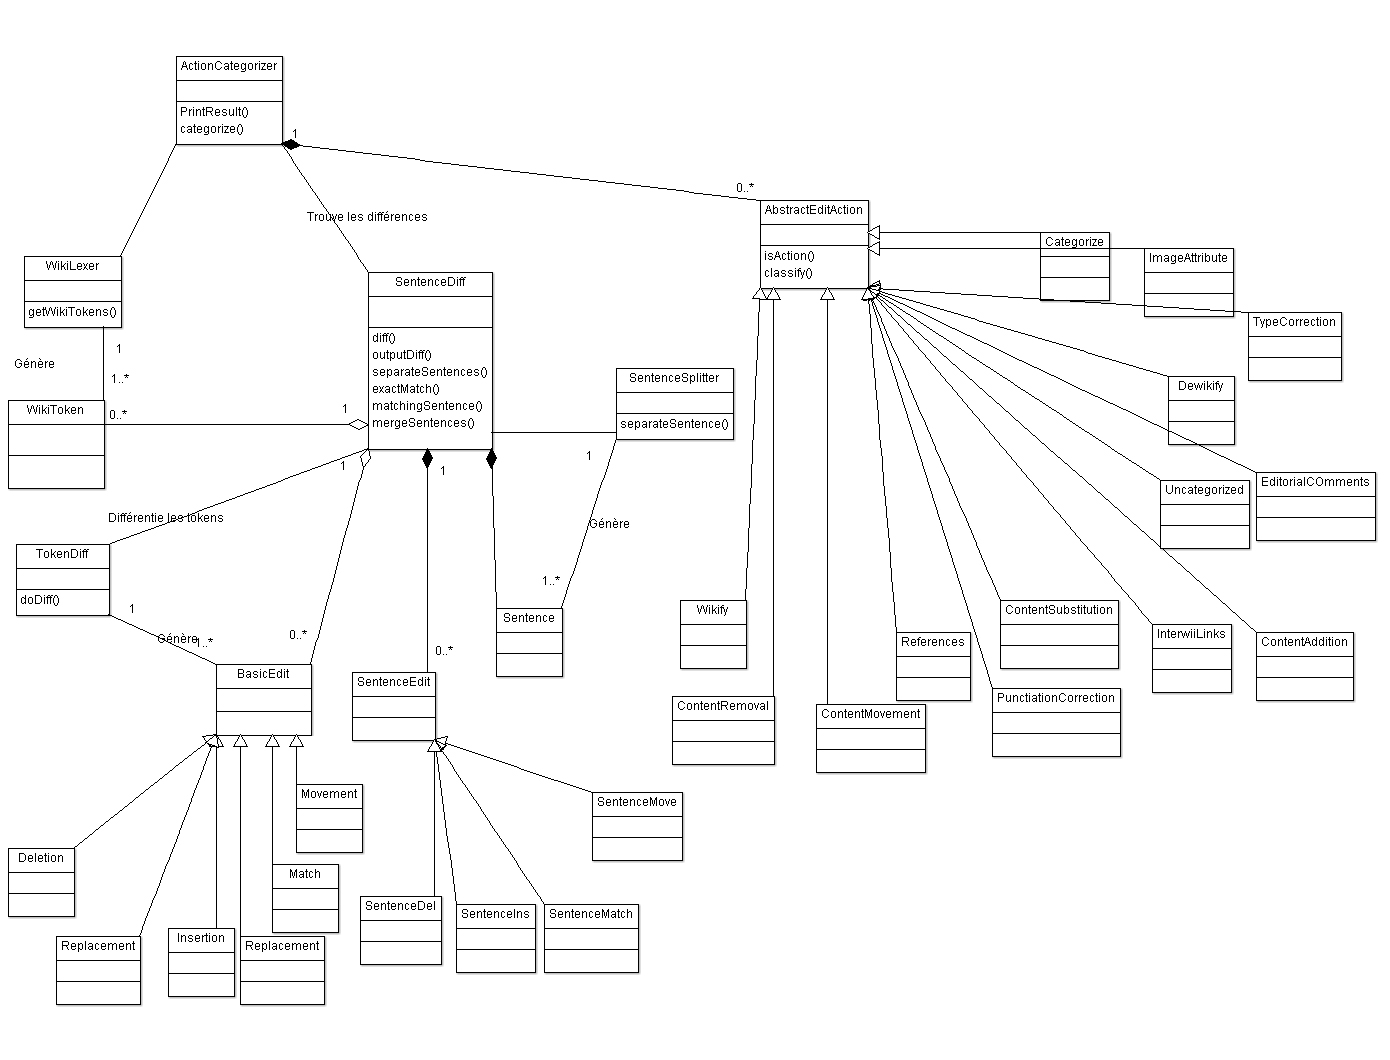 ActionCategorizer
PrintResult()
categorize()
1
0..*
Trouve les différences
AbstractEditAction
isAction()
classify()
Categorize
ImageAttribute
TypeCorrection
Dewikify
EditorialCOmments
Uncategorized
WikiLexer
getWikiTokens()
1
Génère
1..*
WikiToken
0..*
1
SentenceDiff
diff()
outputDiff()
separateSentences()
exactMatch()
matchingSentence()
mergeSentences()
SentenceSplitter
separateSentence()
1
1
1
Génère
1..*
Différentie les tokens
TokenDiff
doDiff()
1
Génère
1..*
0..*
0..*
BasicEdit
SentenceEdit
Sentence
Wikify
References
ContentSubstitution
InterwiiLinks
ContentAddition
ContentRemoval
ContentMovement
PunctiationCorrection
Movement
SentenceMove
Deletion
Match
Replacement
Insertion
Replacement
SentenceDel
SentenceIns
SentenceMatch